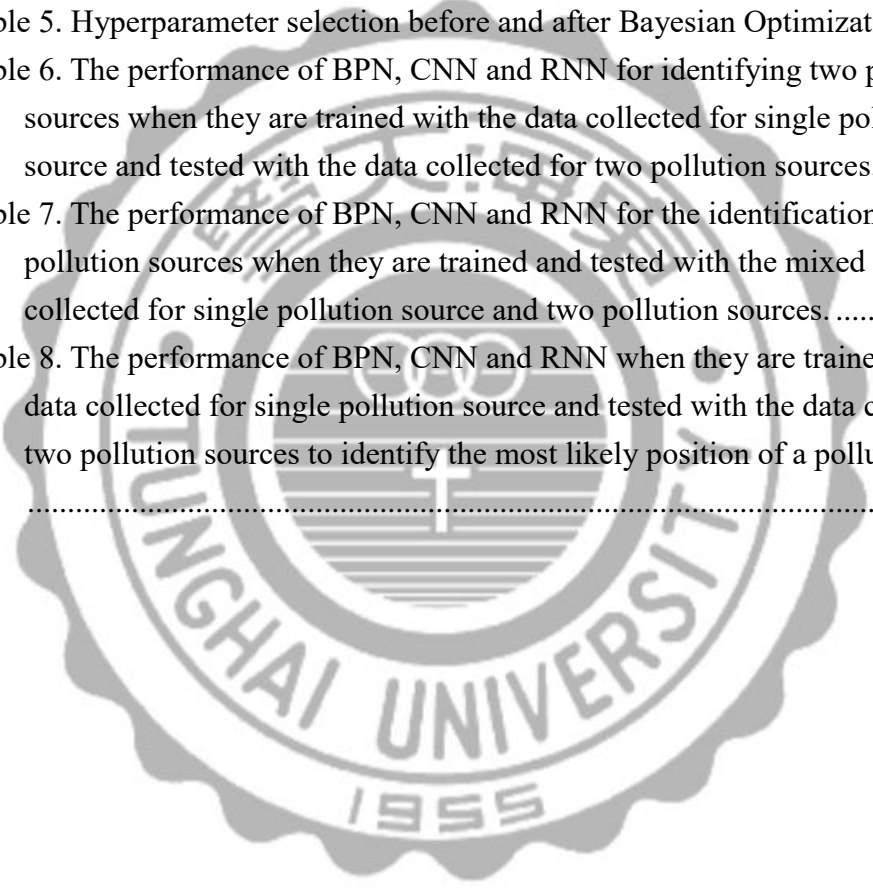 ble 5. Hyperparameter selection before and after Bayesian Optimizat
ble 6. The performance of BPN, CNN and RNN for identifying two p
sources when they are trained with the data collected for single pol
source and tested with the data collected for two pollution sources.
ble 7. The performance of BPN, CNN and RNN for the identification
pollution sources when they are trained and tested with the mixed
collected for single pollution source and two pollution sources. .....
ble 8. The performance of BPN, CNN and RNN when they are traine
data collected for single pollution source and tested with the data c
two pollution sources to identify the most likely position of a pollu
..........................................................................................
TUNGHAI UNIVERSITY
1955